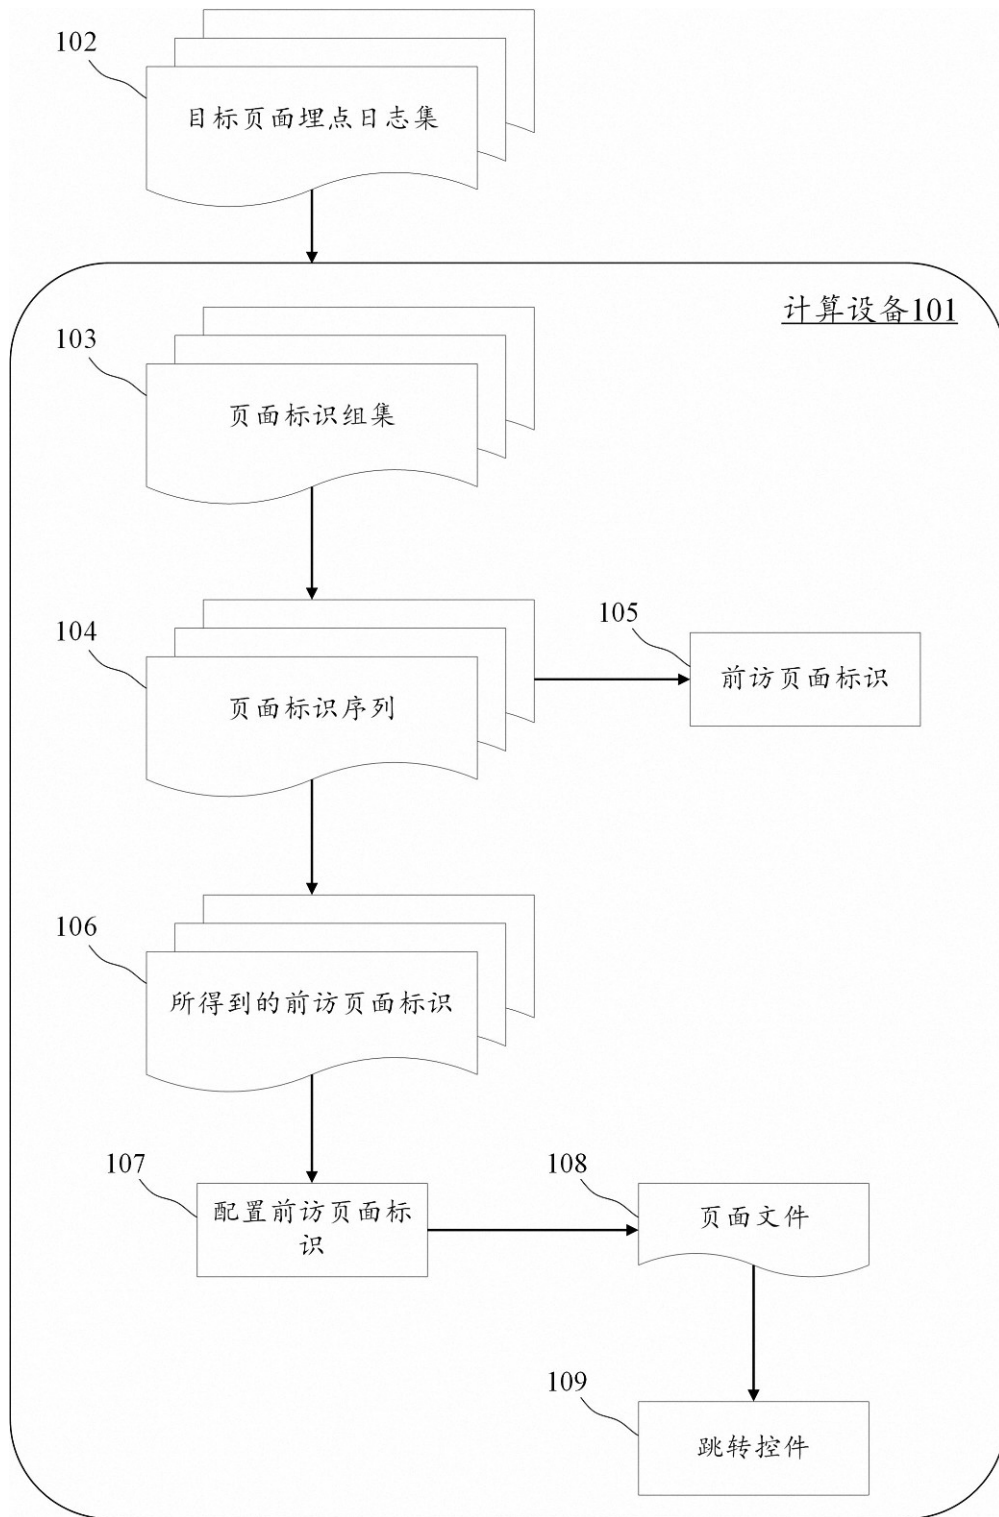 102
目标页面埋点日志集
计算设备101
103
页面标识组集
104
页面标识序列
105
前访页面标识
106
所得到的前访页面标识
107
配置前访页面标
识
108
页面文件
109
跳转控件